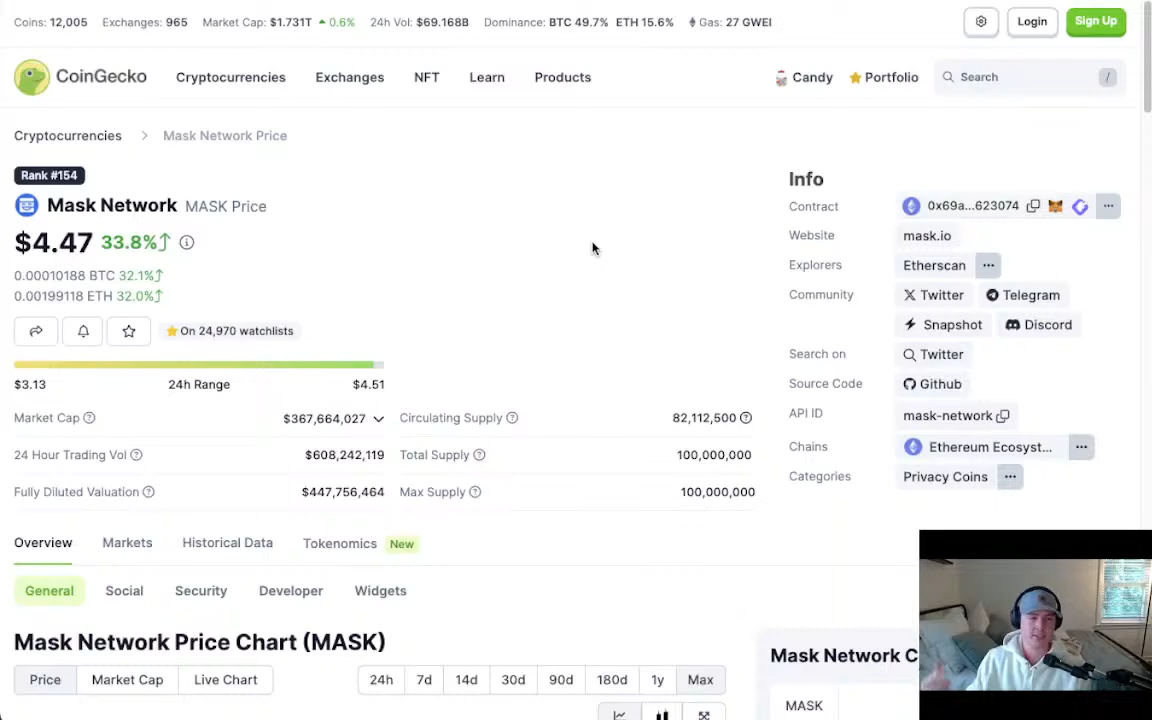 Coins: 12,005 Exchanges: 965 Market Cap: $1.731T 0.6% 24h Vol: $69.168B Dominance: BTC 49.7% ETH 15.6% Gas: 27 GWEI
Login
Sign Up
CoinGecko
Cryptocurrencies
Exchanges
NFT
Learn
Products
Candy
Portfolio
Search
/
Cryptocurrencies > Mask Network Price
Rank #154
Mask Network MASK Price
$4.47 33.8%
0.00010188 BTC 32.1%
0.00199118 ETH 32.0%
On 24,970 watchlists
$3.13 24h Range $4.51
Market Cap $367,664,027
Circulating Supply 82,112,500
24 Hour Trading Vol $608,242,119
Total Supply 100,000,000
Fully Diluted Valuation $447,756,464
Max Supply 100,000,000
Info
Contract 0x69a...623074 ...
Website mask.io
Explorers Etherscan ...
Community Twitter Telegram
Snapshot Discord
Search on Twitter
Source Code Github
API ID mask-network
Chains Ethereum Ecosyst... ...
Categories Privacy Coins ...
Overview
Markets
Historical Data
Tokenomics New
General
Social
Security
Developer
Widgets
Mask Network Price Chart (MASK)
Price
Market Cap
Live Chart
24h
7d
14d
30d
90d
180d
1y
Max
Mask Network C
MASK